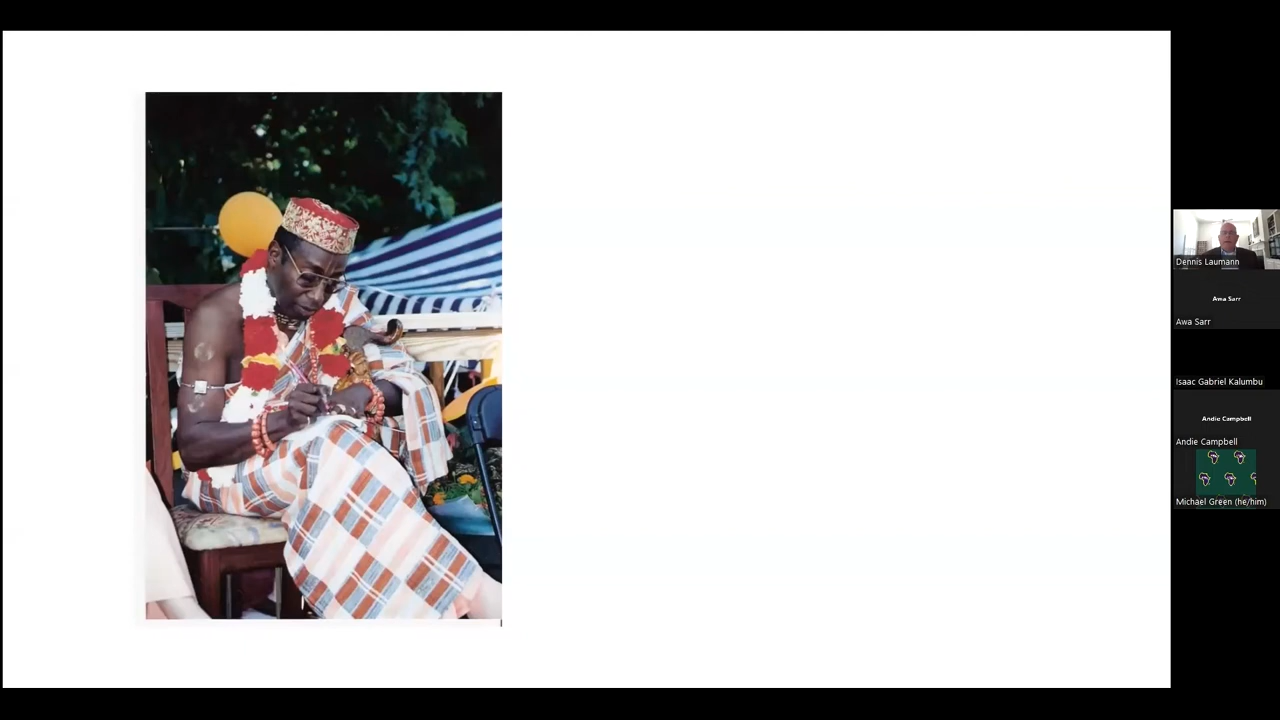 Dennis Laumann
Awa Sarr
Awa Sarr
Isaac Gabriel Kalumbu
Andie Campbell
Andie Campbell
Michael Green (he/him)